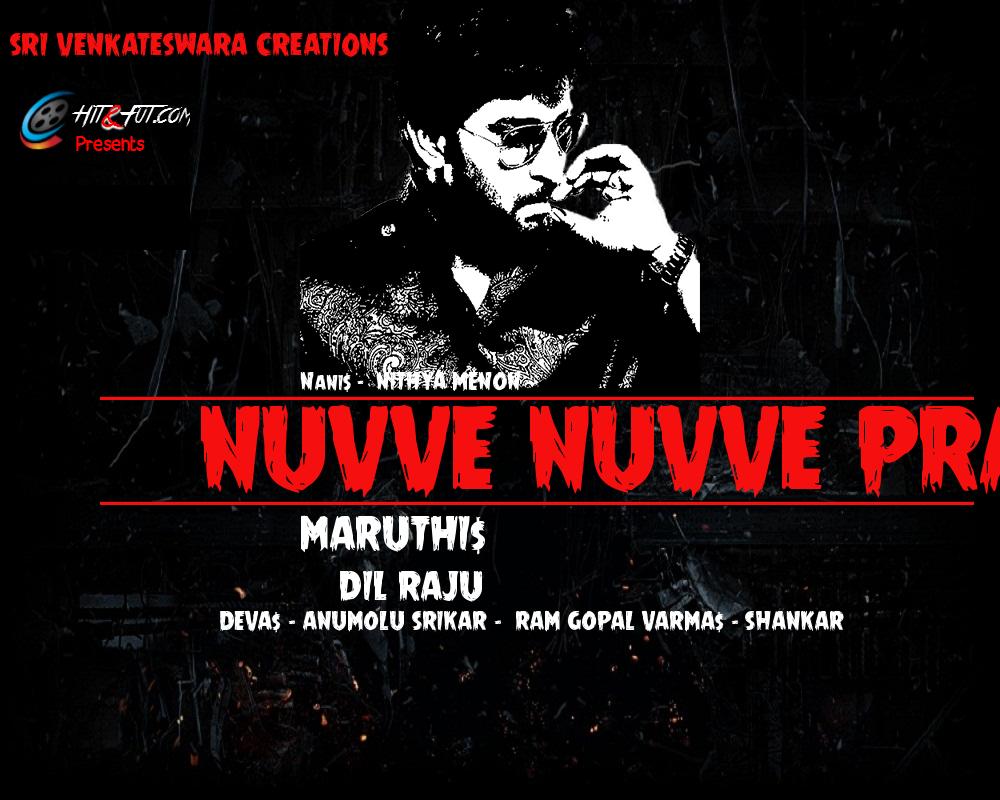 SRI VENKATESWARA CREATIONS
HIT&FUT.COM
Presents
Nani$ - NITHYA MENON -
NUVVE NUVVE PRA
MARUTHI$
DIL RAJU
DEVA$ - ANUMOLU SRIKAR - RAM GOPAL VARMA$ - SHANKAR